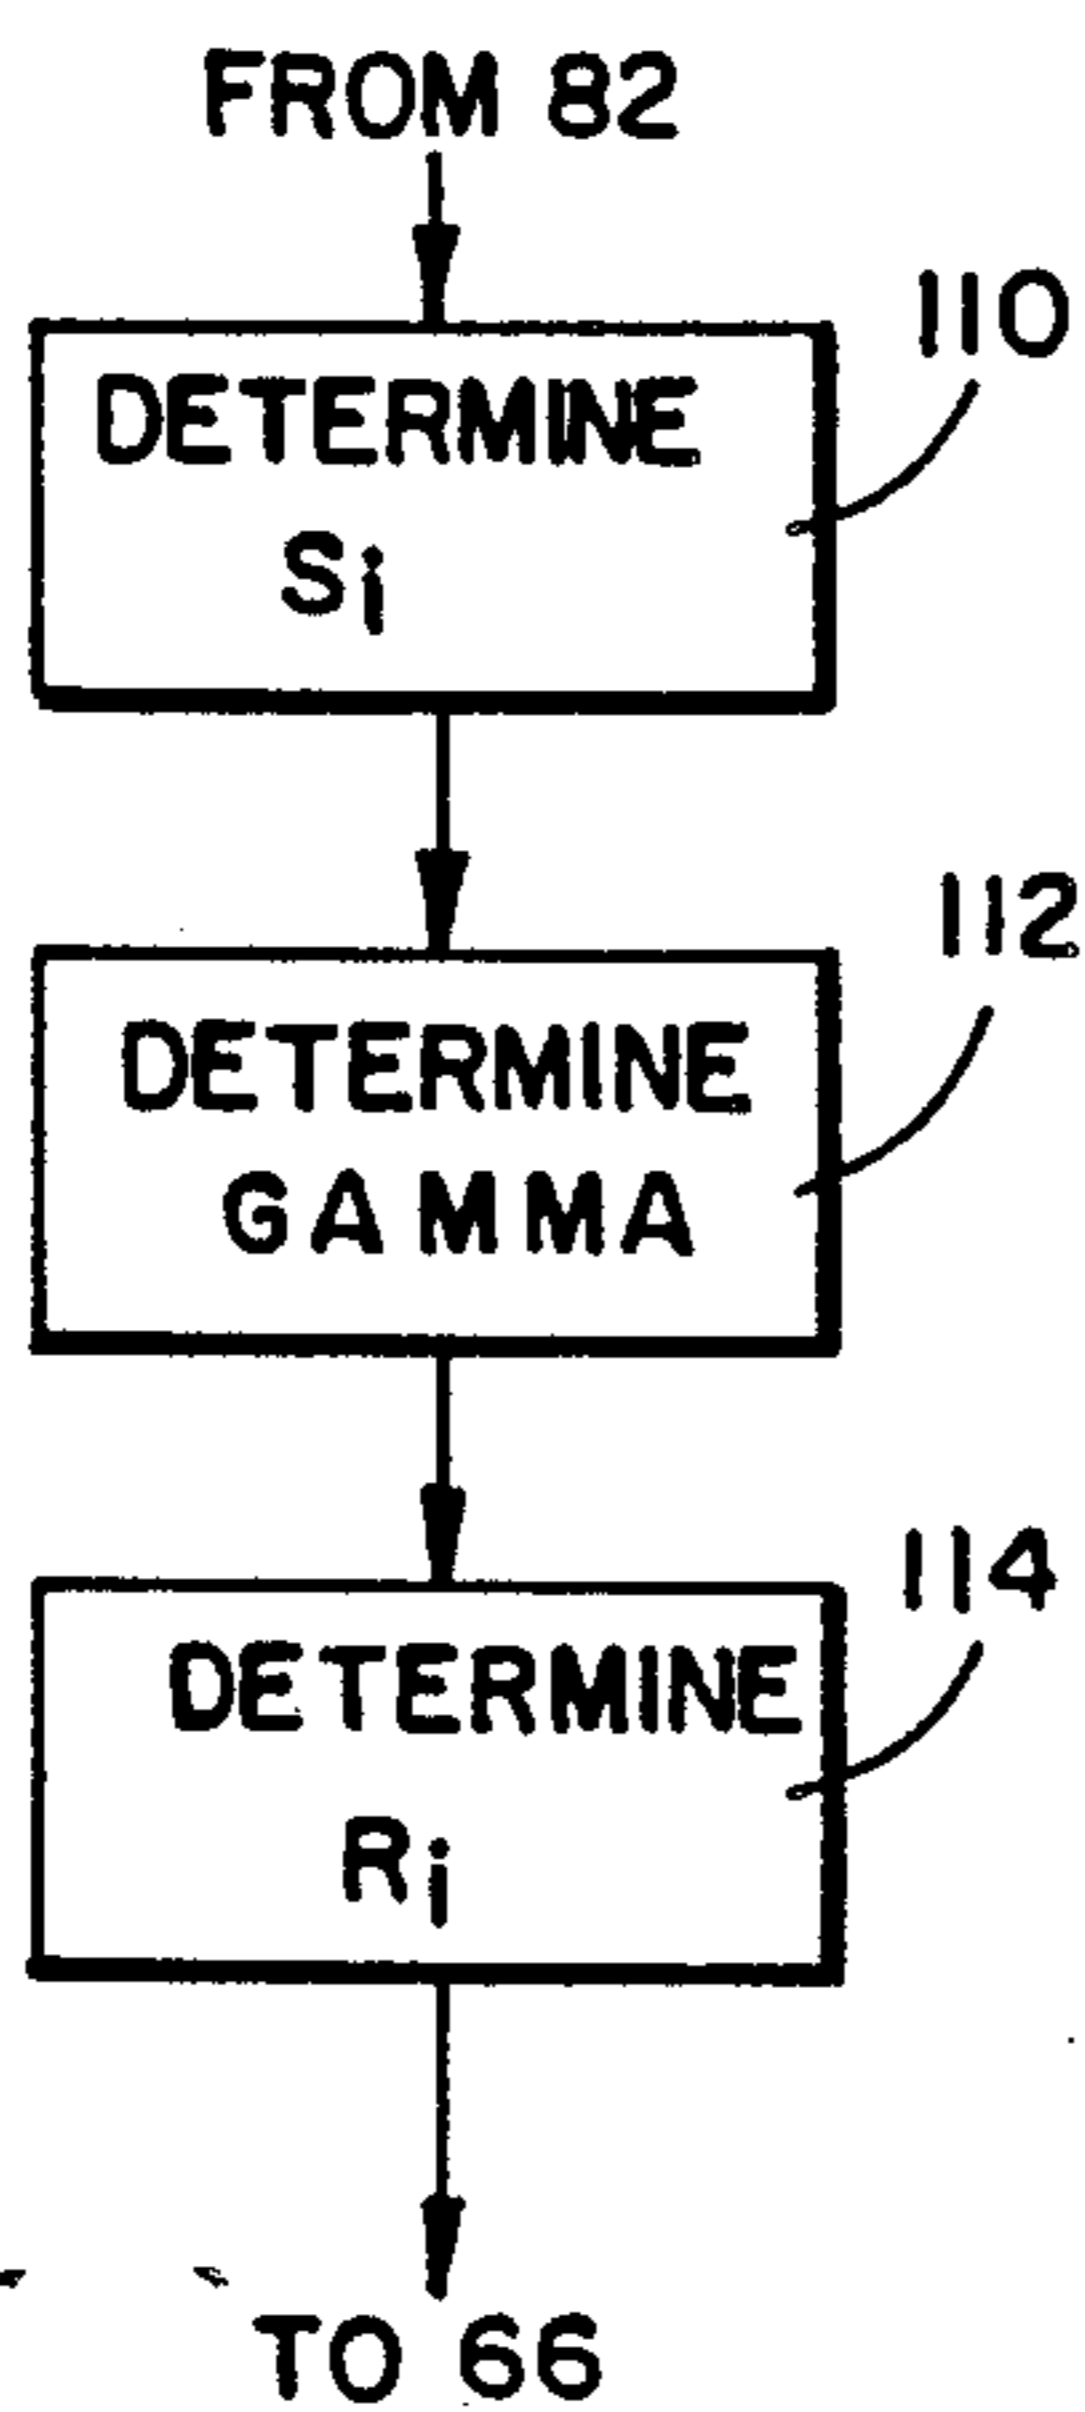 FROM 82
110
DETERMINE
Si
112
DETERMINE
GAMMA
114
DETERMINE
Ri
TO 66